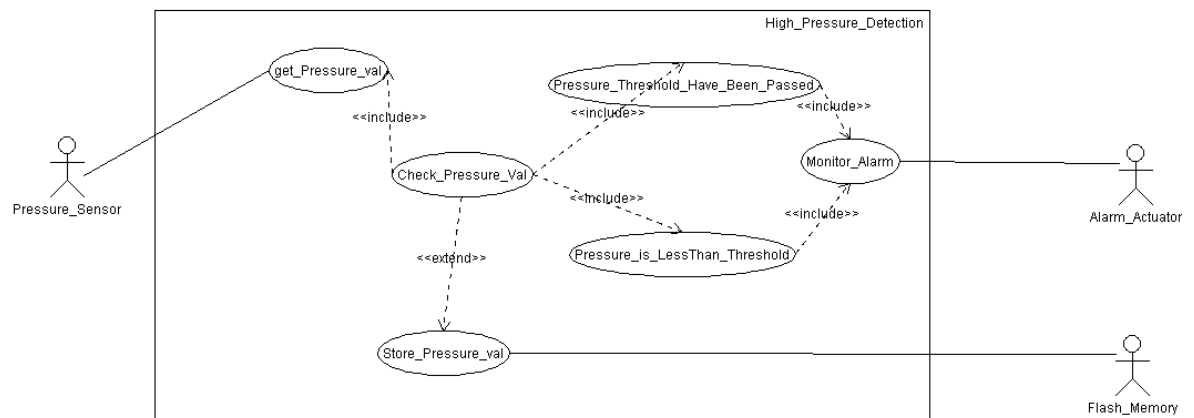 High_Pressure_Detection
get_Pressure_val
Pressure_Threshold_Have_Been_Passed
<<include>>
<<include>>
<<include>>
Pressure_Sensor
Check_Pressure_Val
Monitor_Alarm
Alarm_Actuator
<<include>>
<<include>>
Pressure_is_LessThan_Threshold
<<extend>>
Store_Pressure_val
Flash_Memory